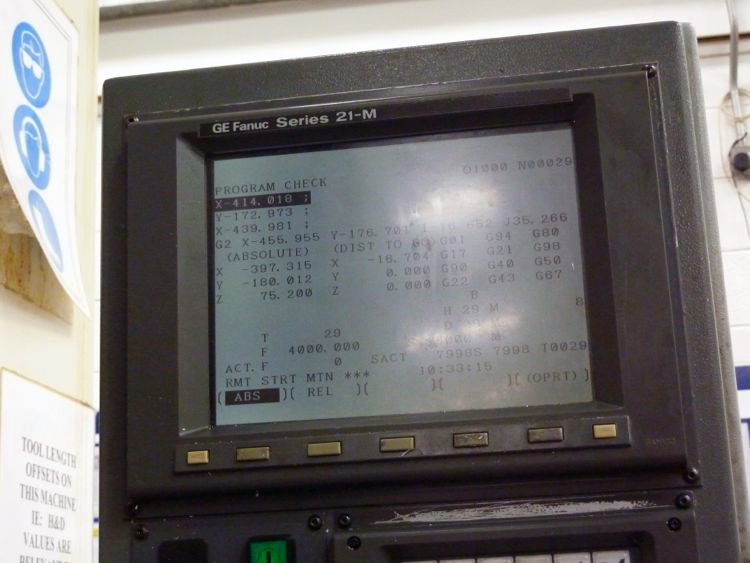 GE Fanuc Series 21-M
O1000 N00029
PROGRAM CHECK
X-414.018 ;
Y-172.973 ;
X-439.981 ;
G2 X-455.955 Y-176.701 J35.266
(ABSOLUTE) (DIST TO GO) G01 G94 G80
X -397.315 X -16.704 G17 G21 G98
Y -180.012 Y 0.000 G90 G40 G50
Z 75.200 Z 0.000 G22 G43 G67
B
H 29 M 8
D M
T 29
F 4000.000
ACT.F 0 SACT 7998S 7998 T0029
RMT STRT MTN *** 10:33:15
( ABS )( REL )( )( )( (OPRT) )
TOOL LENGTH
OFFSETS ON
THIS MACHINE
IE: H&D
VALUES ARE